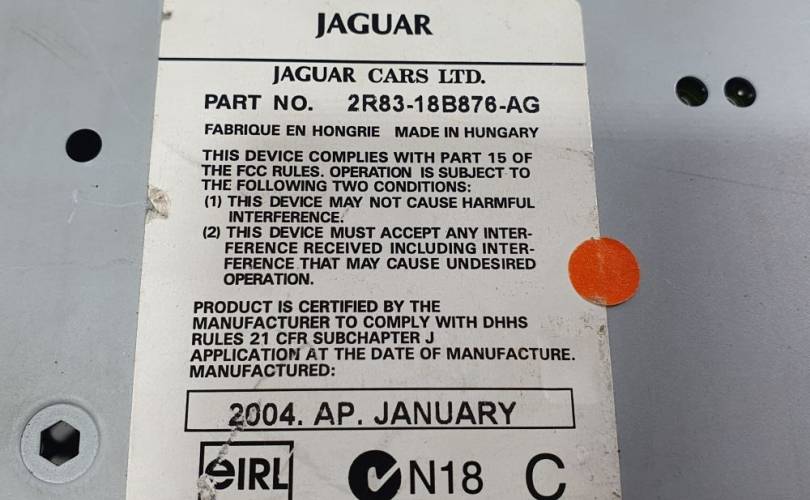 JAGUAR
JAGUAR CARS LTD.
PART NO. 2R83-18B876-AG
FABRIQUE EN HONGRIE MADE IN HUNGARY
THIS DEVICE COMPLIES WITH PART 15 OF
THE FCC RULES. OPERATION IS SUBJECT TO
THE FOLLOWING TWO CONDITIONS:
(1) THIS DEVICE MAY NOT CAUSE HARMFUL
INTERFERENCE.
(2) THIS DEVICE MUST ACCEPT ANY INTER-
FERENCE RECEIVED INCLUDING INTER-
FERENCE THAT MAY CAUSE UNDESIRED
OPERATION.
PRODUCT IS CERTIFIED BY THE
MANUFACTURER TO COMPLY WITH DHHS
RULES 21 CFR SUBCHAPTER J
APPLICATION AT THE DATE OF MANUFACTURE.
MANUFACTURED:
2004. AP. JANUARY
eIRL N18 C